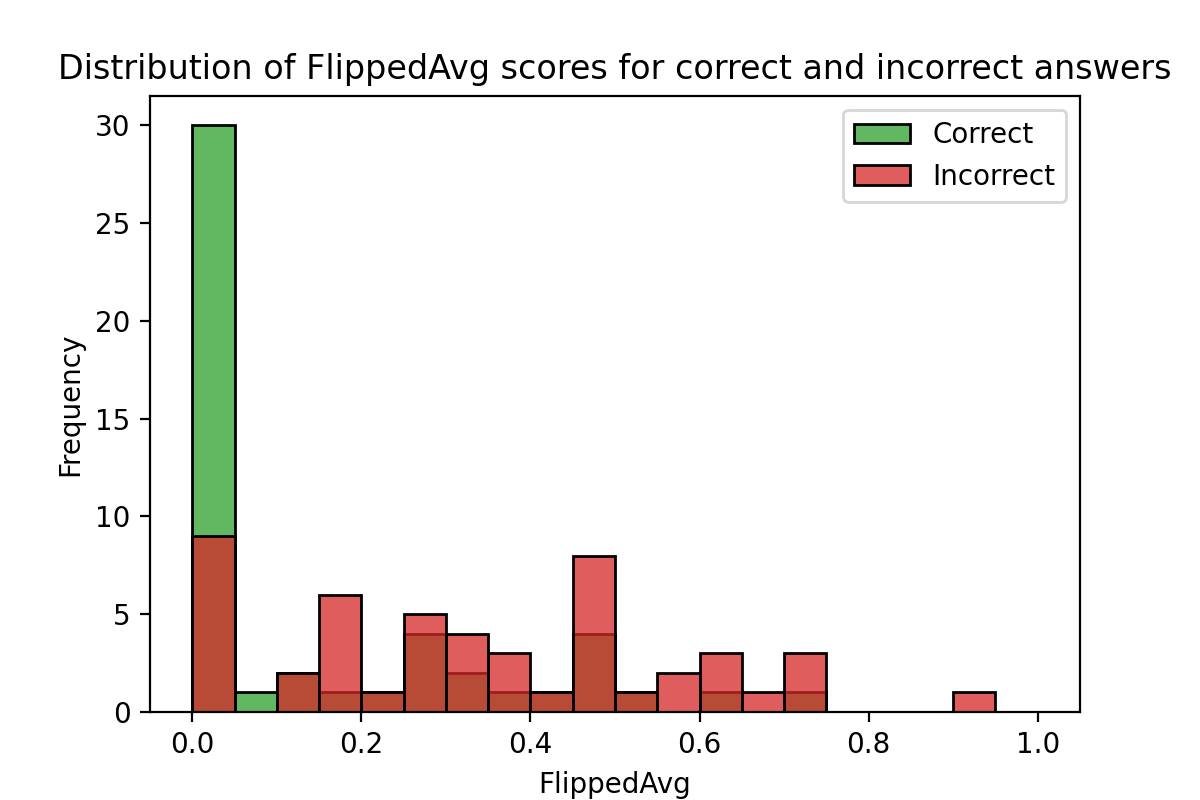 Distribution of FlippedAvg scores for correct and incorrect answers
Correct
Incorrect
Frequency
30
25
20
15
10
5
0
0.0 0.2 0.4 0.6 0.8 1.0
FlippedAvg